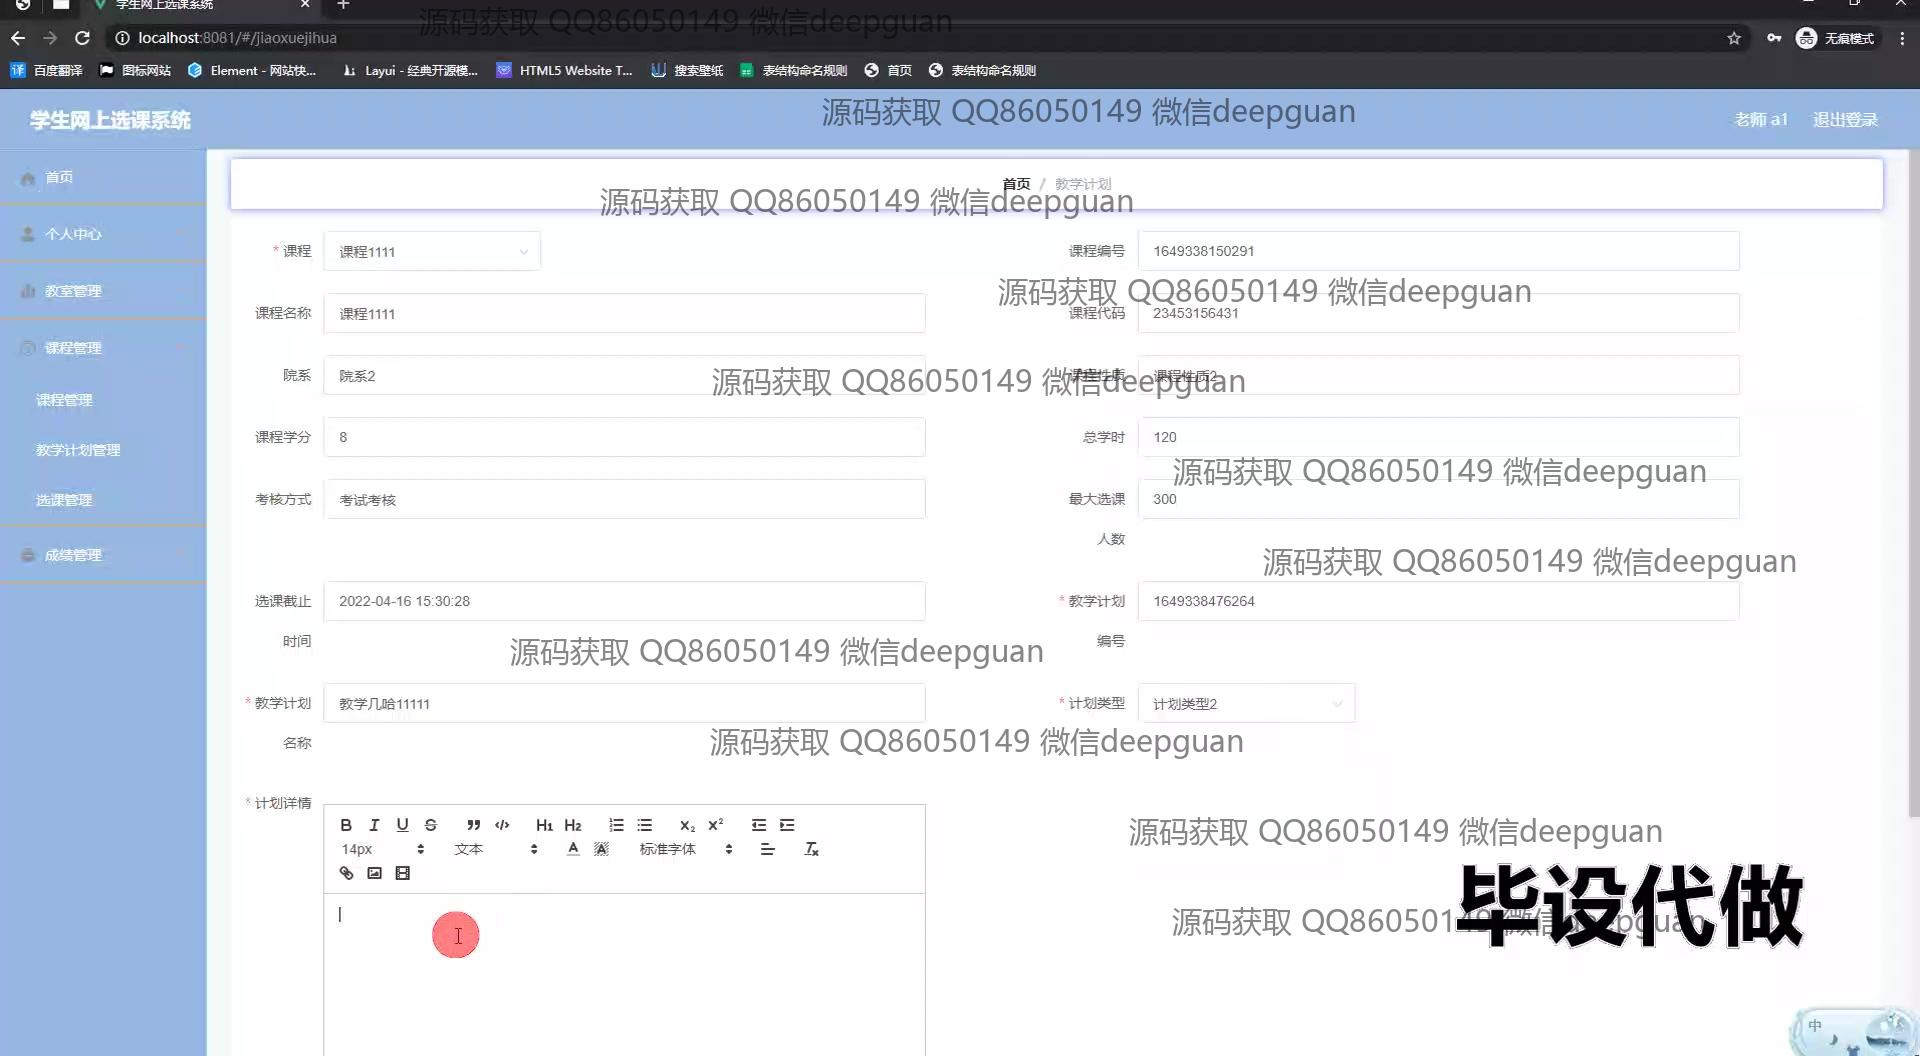 学生网上选课系统
源码获取 QQ86050149 微信deepguan
localhost:8081/#/jiaoxuejihua
无痕模式
百度翻译 图标网站 Element - 网站快... Layui - 经典开源模... HTML5 Website T... 搜索壁纸 表结构命名规则 首页 表结构命名规则
学生网上选课系统
源码获取 QQ86050149 微信deepguan
老师 a1 退出登录
首页
个人中心
教室管理
课程管理
课程管理
教学计划管理
选课管理
成绩管理
首页 / 教学计划
源码获取 QQ86050149 微信deepguan
* 课程 课程1111 课程编号 1649338150291
源码获取 QQ86050149 微信deepguan
课程名称 课程1111 课程代码 23453156431
院系 院系2 课程性质 课程性质2
源码获取 QQ86050149 微信deepguan
课程学分 8 总学时 120
源码获取 QQ86050149 微信deepguan
考核方式 考试考核 最大选课人数 300
源码获取 QQ86050149 微信deepguan
选课截止时间 2022-04-16 15:30:28 * 教学计划编号 1649338476264
源码获取 QQ86050149 微信deepguan
* 教学计划名称 教学几哈11111 * 计划类型 计划类型2
源码获取 QQ86050149 微信deepguan
* 计划详情
B I U S H1 H2 x₂ x²
14px 文本 A A 标准字体 Tx
源码获取 QQ86050149 微信deepguan
毕设代做
源码获取 QQ86050149 微信deepguan
中